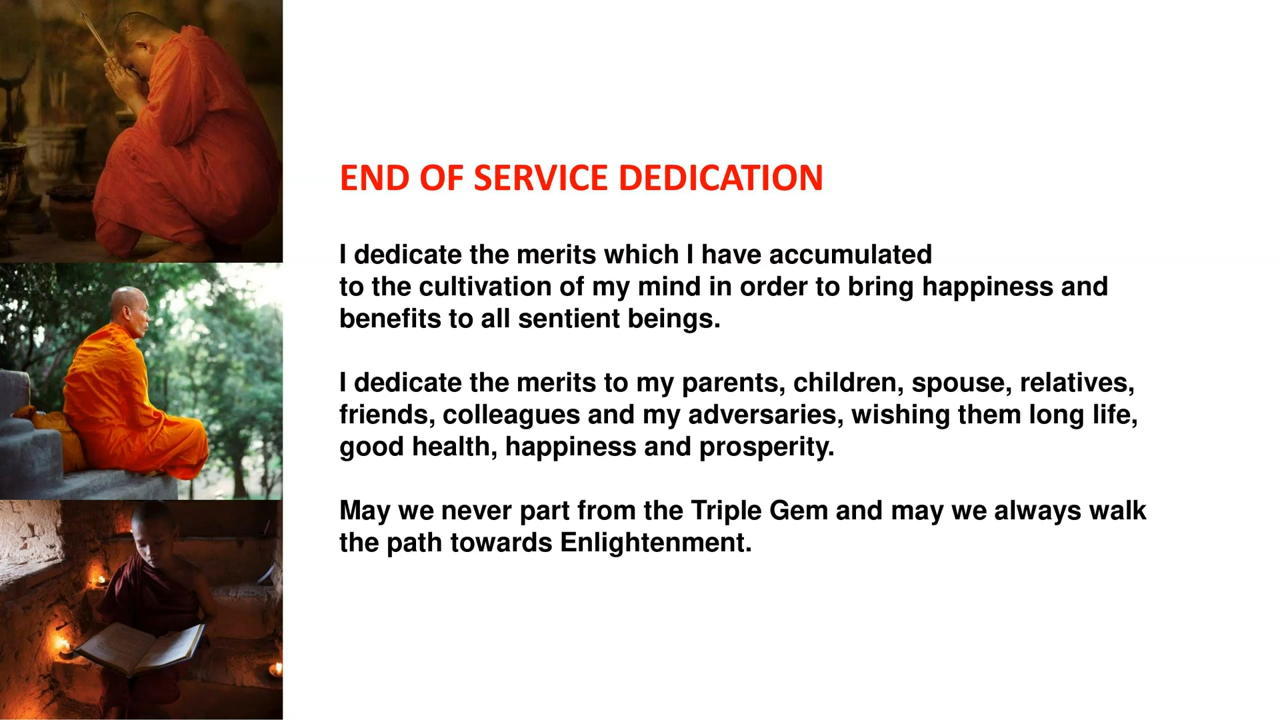 END OF SERVICE DEDICATION
I dedicate the merits which I have accumulated
to the cultivation of my mind in order to bring happiness and
benefits to all sentient beings.
I dedicate the merits to my parents, children, spouse, relatives,
friends, colleagues and my adversaries, wishing them long life,
good health, happiness and prosperity.
May we never part from the Triple Gem and may we always walk
the path towards Enlightenment.